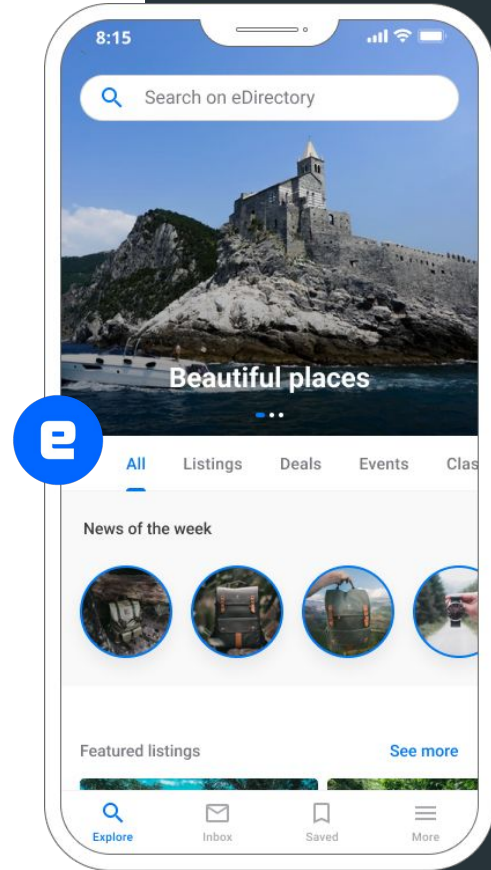 8:15
Search on eDirectory
Beautiful places
e
All Listings Deals Events Clas
News of the week
Featured listings See more
Explore Inbox Saved More